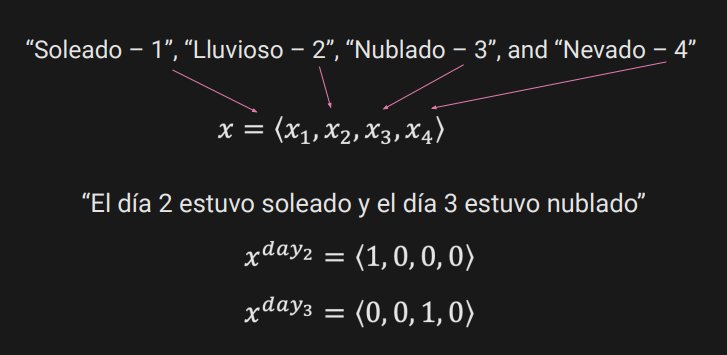 “Soleado – 1”, “Lluvioso – 2”, “Nublado – 3”, and “Nevado – 4”
x = ⟨x₁, x₂, x₃, x₄⟩
“El día 2 estuvo soleado y el día 3 estuvo nublado”
x^{day₂} = ⟨1, 0, 0, 0⟩
x^{day₃} = ⟨0, 0, 1, 0⟩